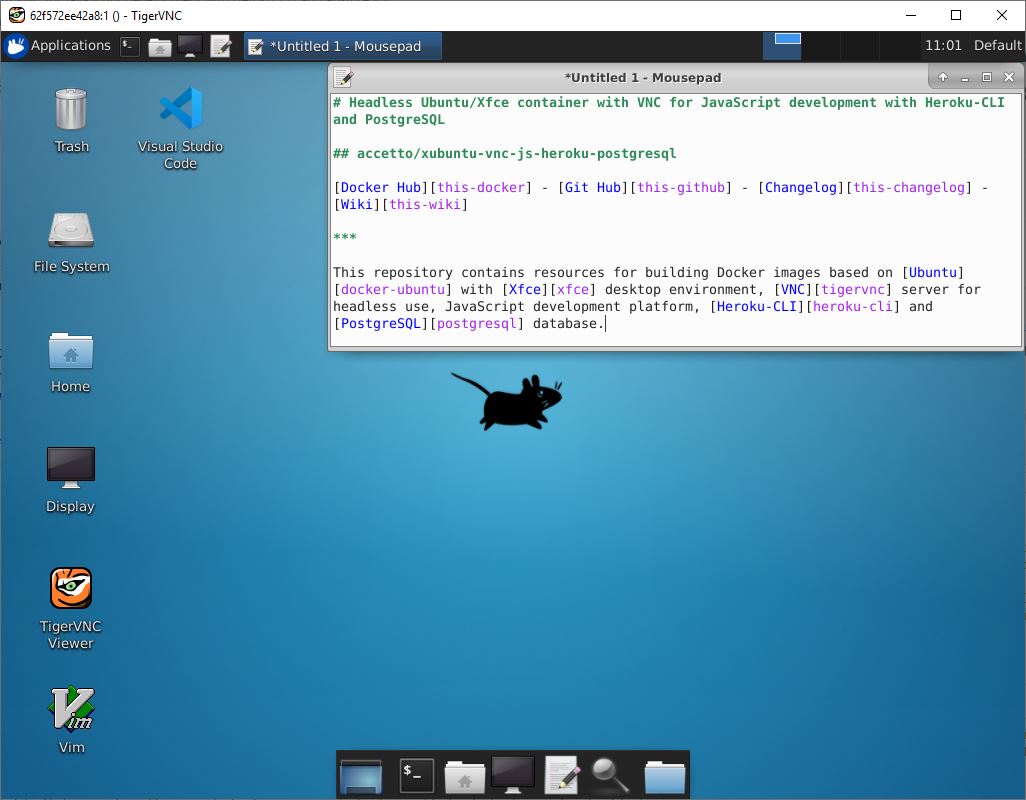 62f572ee42a8:1 () - TigerVNC
Applications
$_
*Untitled 1 - Mousepad
11:01 Default
*Untitled 1 - Mousepad
# Headless Ubuntu/Xfce container with VNC for JavaScript development with Heroku-CLI
and PostgreSQL
## accetto/xubuntu-vnc-js-heroku-postgresql
[Docker Hub][this-docker] - [Git Hub][this-github] - [Changelog][this-changelog] -
[Wiki][this-wiki]
***
This repository contains resources for building Docker images based on [Ubuntu]
[docker-ubuntu] with [Xfce][xfce] desktop environment, [VNC][tigervnc] server for
headless use, JavaScript development platform, [Heroku-CLI][heroku-cli] and
[PostgreSQL][postgresql] database.
Trash
Visual Studio
Code
File System
Home
Display
TigerVNC
Viewer
Vim
Vim
$_